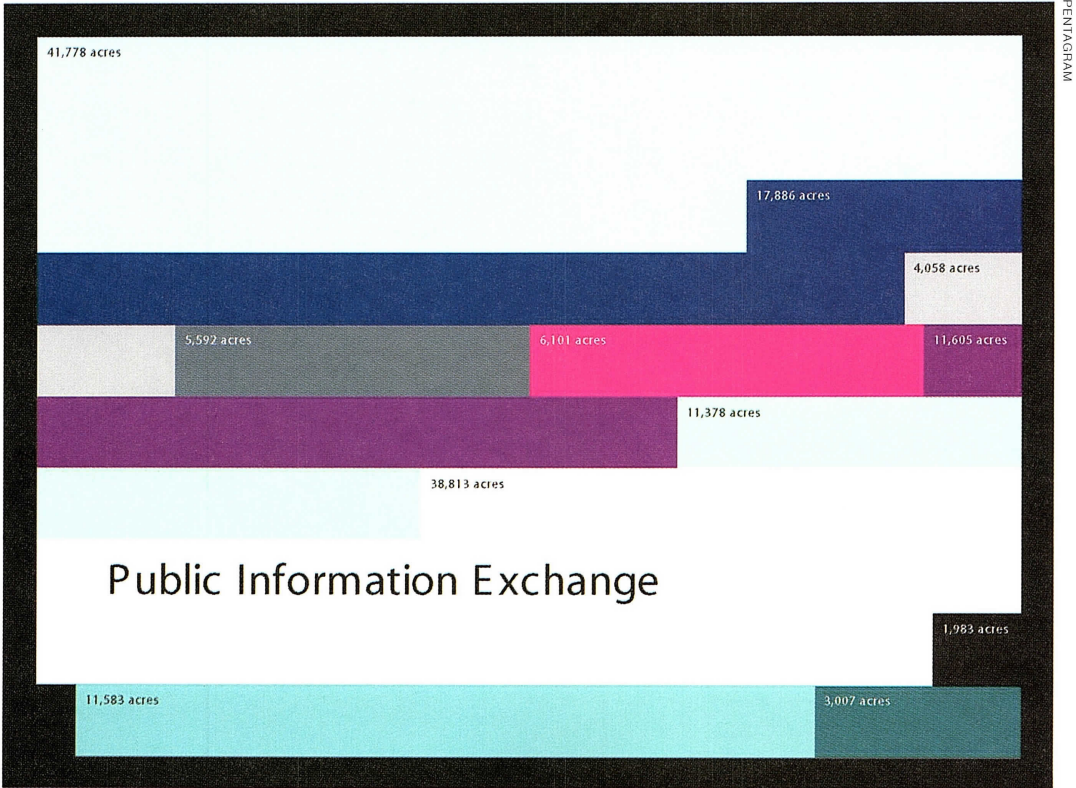 PENTAGRAM
41,778 acres
17,886 acres
4,058 acres
5,592 acres
6,101 acres
11,605 acres
11,378 acres
38,813 acres
Public Information Exchange
1,983 acres
11,583 acres
3,007 acres